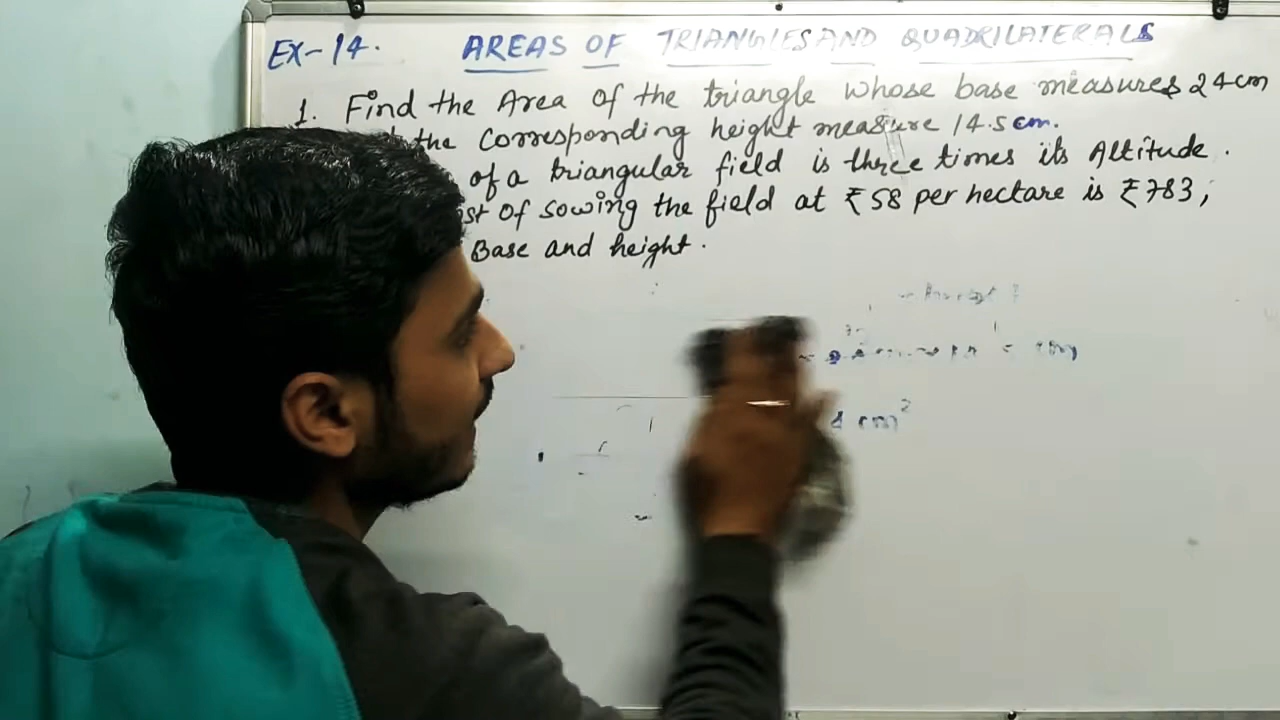 EX-14. AREAS OF TRIANGLES AND QUADRILATERALS
1. Find the Area of the triangle whose base measures 24cm
the Corresponding height measure 14.5 cm.
of a triangular field is three times its Altitude.
of sowing the field at ₹58 per hectare is ₹783,
Base and height.
cm²